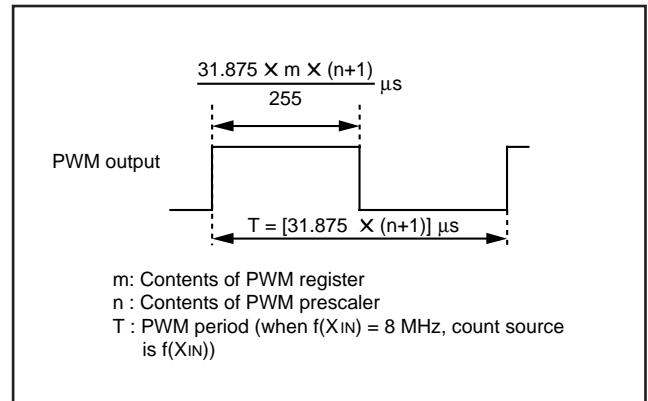 31.875 X m X (n+1)
255
μs
PWM output
T = [31.875 X (n+1)] μs
m: Contents of PWM register
n : Contents of PWM prescaler
T : PWM period (when f(XIN) = 8 MHz, count source
is f(XIN))